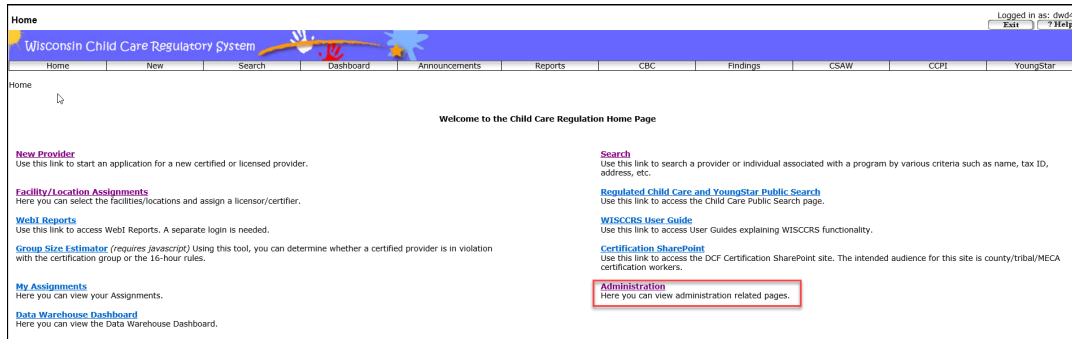 Home
Logged in as: dwd4
Exit ? Help
Wisconsin Child Care Regulatory System
Home New Search Dashboard Announcements Reports CBC Findings CSAW CCPI YoungStar
Home
Welcome to the Child Care Regulation Home Page
New Provider
Use this link to start an application for a new certified or licensed provider.
Facility/Location Assignments
Here you can select the facilities/locations and assign a licensor/certifier.
WebI Reports
Use this link to access WebI Reports. A separate login is needed.
Group Size Estimator (requires javascript) Using this tool, you can determine whether a certified provider is in violation
with the certification group or the 16-hour rules.
My Assignments
Here you can view your Assignments.
Data Warehouse Dashboard
Here you can view the Data Warehouse Dashboard.
Search
Use this link to search a provider or individual associated with a program by various criteria such as name, tax ID,
address, etc.
Regulated Child Care and YoungStar Public Search
Use this link to access the Child Care Public Search page.
WISCCRS User Guide
Use this link to access User Guides explaining WISCCRS functionality.
Certification SharePoint
Use this link to access the DCF Certification SharePoint site. The intended audience for this site is county/tribal/MECA
certification workers.
Administration
Here you can view administration related pages.